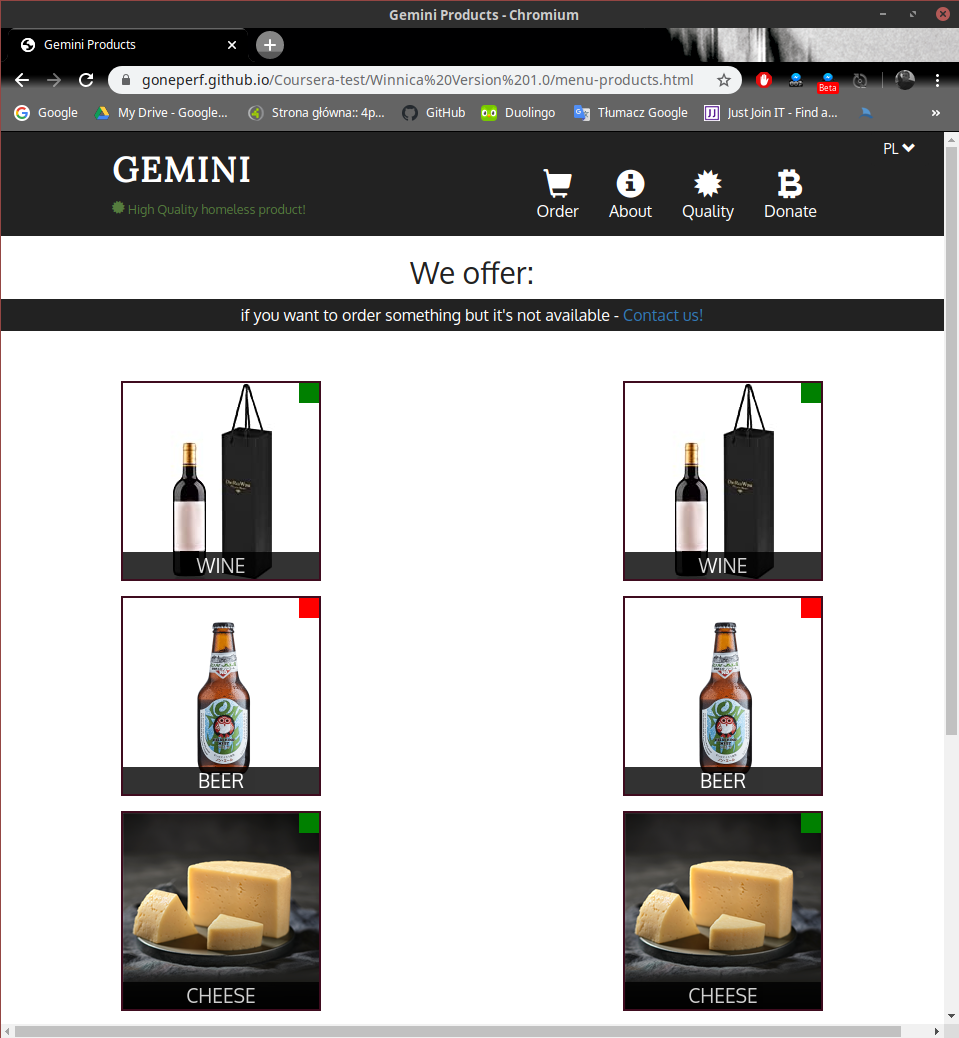 Gemini Products - Chromium
Gemini Products
goneperf.github.io/Coursera-test/Winnica%20Version%201.0/menu-products.html
Beta
Google My Drive - Google... Strona główna:: 4p... GitHub Duolingo Tłumacz Google Just Join IT - Find a... »
PL
GEMINI
High Quality homeless product!
Order About Quality Donate
We offer:
if you want to order something but it's not available - Contact us!
WINE WINE
BEER BEER
CHEESE CHEESE